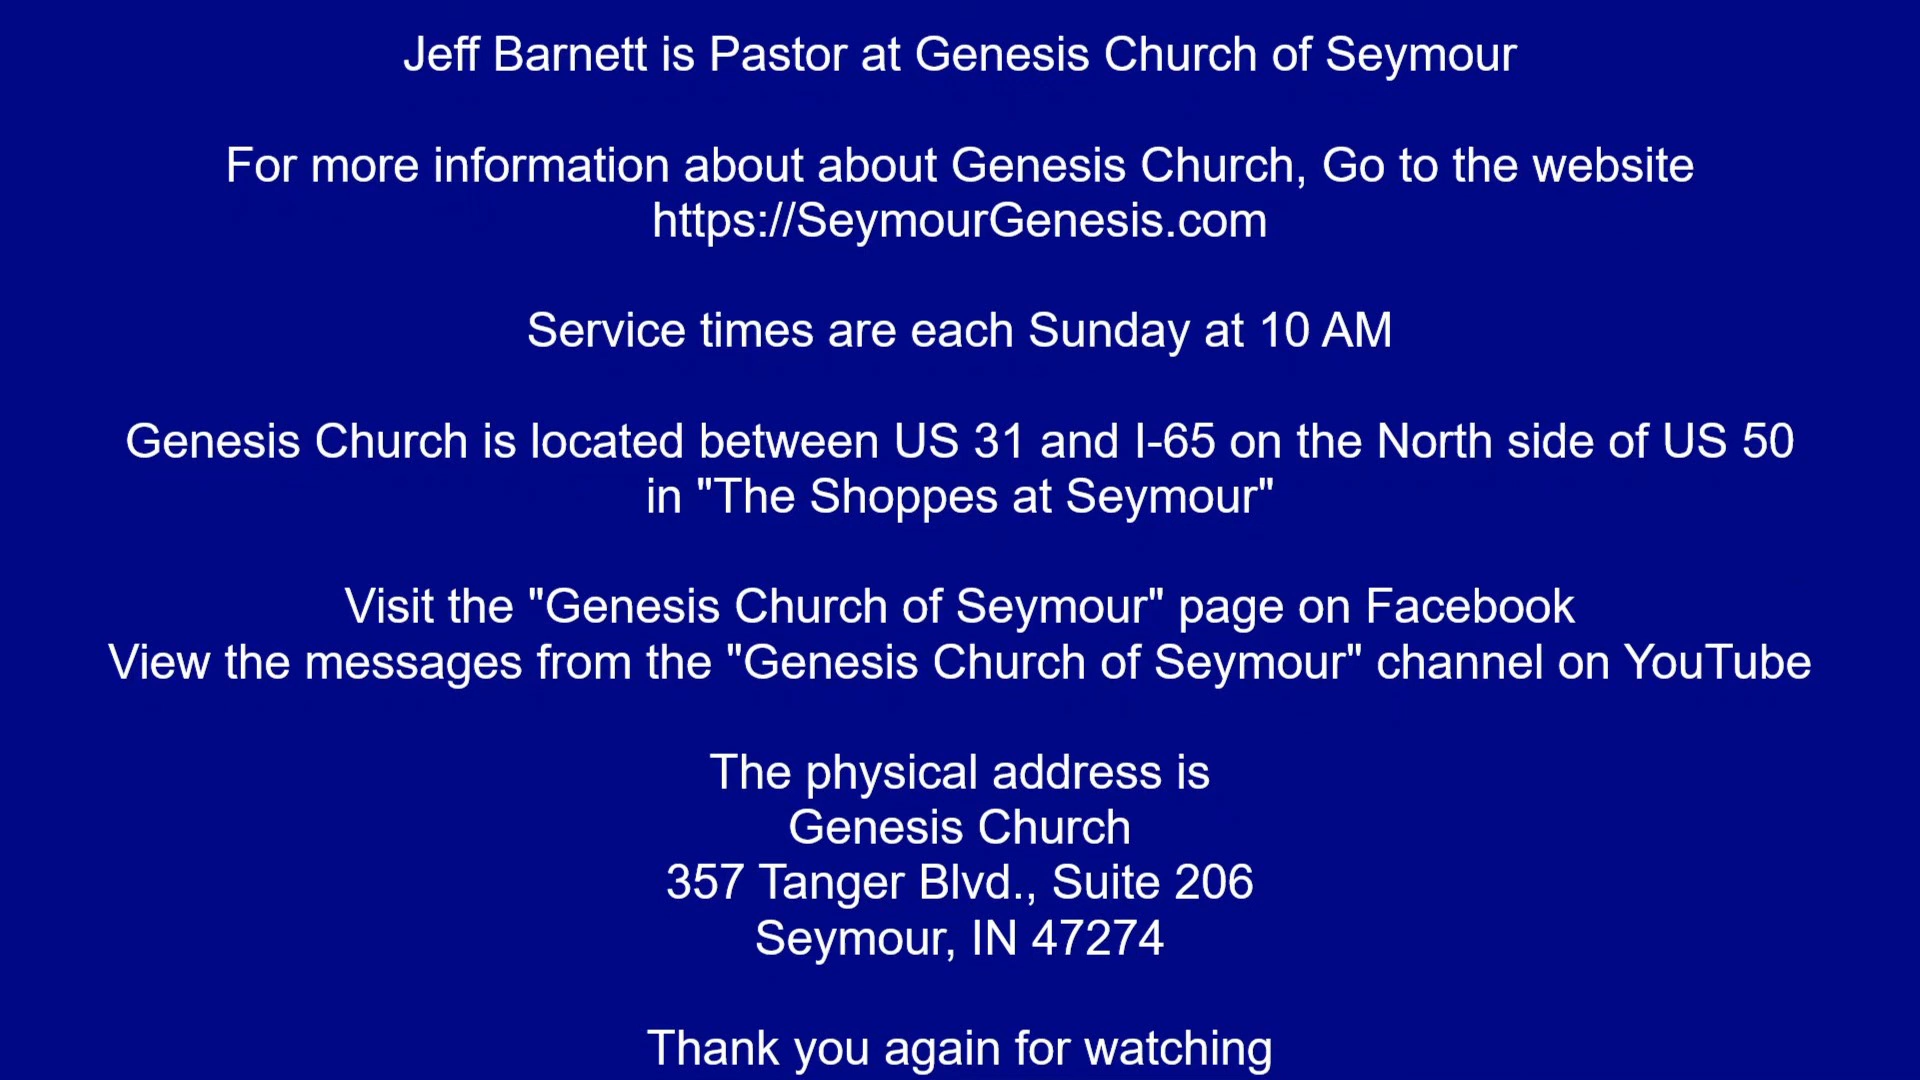 Jeff Barnett is Pastor at Genesis Church of Seymour
For more information about about Genesis Church, Go to the website
https://SeymourGenesis.com
Service times are each Sunday at 10 AM
Genesis Church is located between US 31 and I-65 on the North side of US 50
in "The Shoppes at Seymour"
Visit the "Genesis Church of Seymour" page on Facebook
View the messages from the "Genesis Church of Seymour" channel on YouTube
The physical address is
Genesis Church
357 Tanger Blvd., Suite 206
Seymour, IN 47274
Thank you again for watching